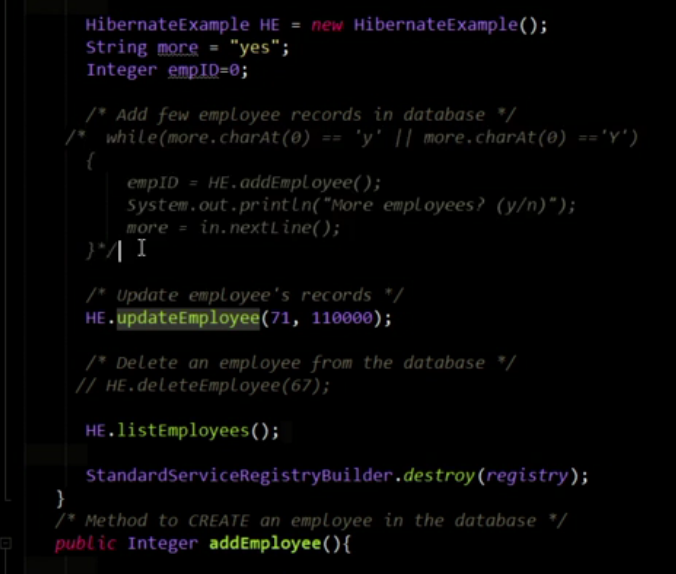 HibernateExample HE = new HibernateExample();
String more = "yes";
Integer empID=0;
/* Add few employee records in database */
/* while(more.charAt(0) == 'y' || more.charAt(0) =='Y')
{
empID = HE.addEmployee();
System.out.println("More employees? (y/n)");
more = in.nextLine();
}*/
/* Update employee's records */
HE.updateEmployee(71, 110000);
/* Delete an employee from the database */
// HE.deleteEmployee(67);
HE.listEmployees();
StandardServiceRegistryBuilder.destroy(registry);
}
/* Method to CREATE an employee in the database */
public Integer addEmployee(){